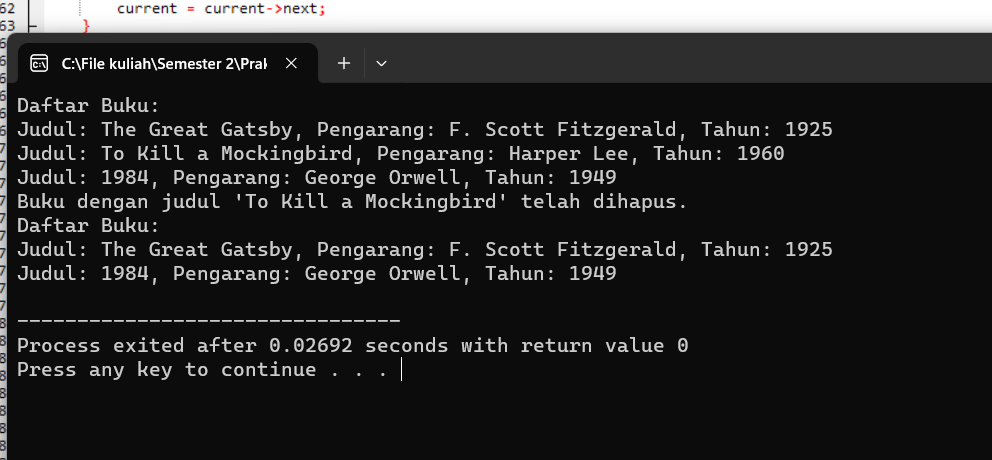 62 current = current->next;
63 }
C:\File kuliah\Semester 2\Prak
Daftar Buku:
Judul: The Great Gatsby, Pengarang: F. Scott Fitzgerald, Tahun: 1925
Judul: To Kill a Mockingbird, Pengarang: Harper Lee, Tahun: 1960
Judul: 1984, Pengarang: George Orwell, Tahun: 1949
Buku dengan judul 'To Kill a Mockingbird' telah dihapus.
Daftar Buku:
Judul: The Great Gatsby, Pengarang: F. Scott Fitzgerald, Tahun: 1925
Judul: 1984, Pengarang: George Orwell, Tahun: 1949
--------------------------------
Process exited after 0.02692 seconds with return value 0
Press any key to continue . . .